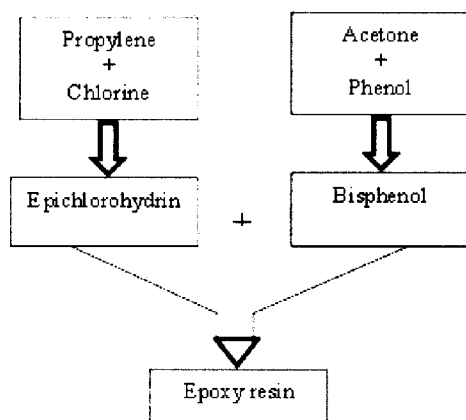 Propylene
+
Chlorine
Acetone
+
Phenol
Epichlorohydrin
+
Bisphenol
Epoxy resin